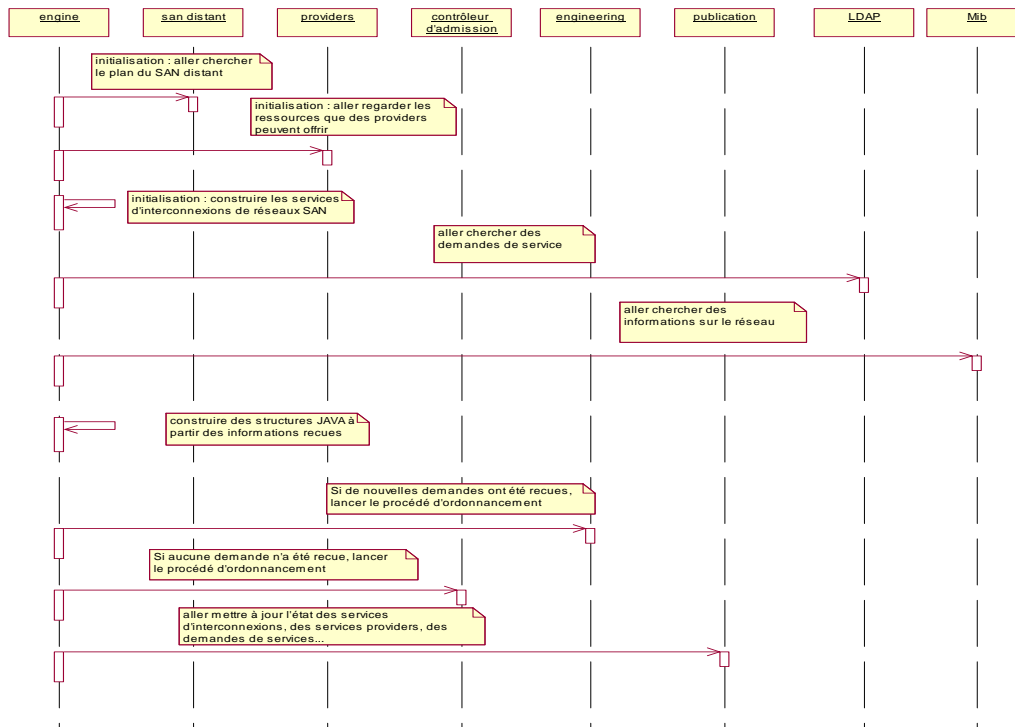 engine
san distant
providers
contrôleur
d'admission
engineering
publication
LDAP
Mib
initialisation : aller chercher
le plan du SAN distant
initialisation : aller regarder les
ressources que des providers
peuvent offrir
initialisation : construire les services
d'interconnexions de réseaux SAN
aller chercher des
demandes de service
aller chercher des
informations sur le réseau
construire des structures JAVA à
partir des informations recues
Si de nouvelles demandes ont été recues,
lancer le procédé d'ordonnancement
Si aucune demande n'a été recue, lancer
le procédé d'ordonnancement
aller mettre à jour l'état des services
d'interconnexions, des services providers, des
demandes de services...